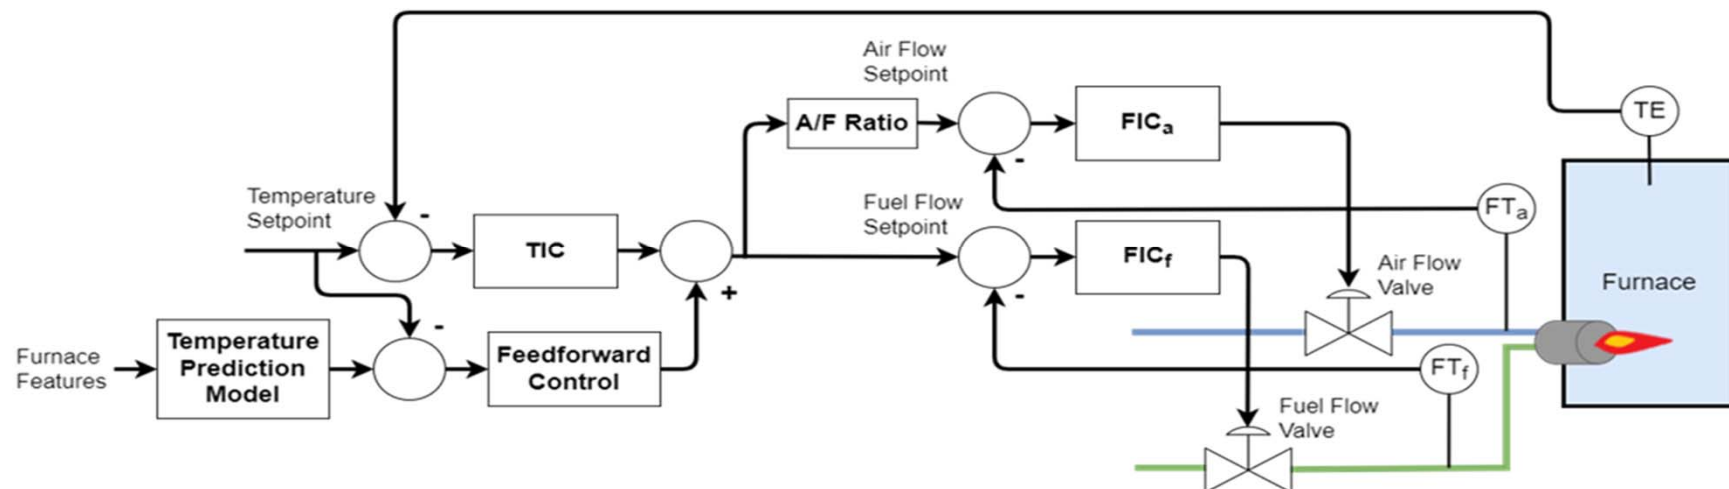 Air Flow
Setpoint
A/F Ratio
FICa
TE
Temperature
Setpoint
-
TIC
+
Fuel Flow
Setpoint
-
FICf
-
FTa
Air Flow
Valve
Furnace
Furnace
Features
Temperature
Prediction
Model
-
Feedforward
Control
FTf
Fuel Flow
Valve